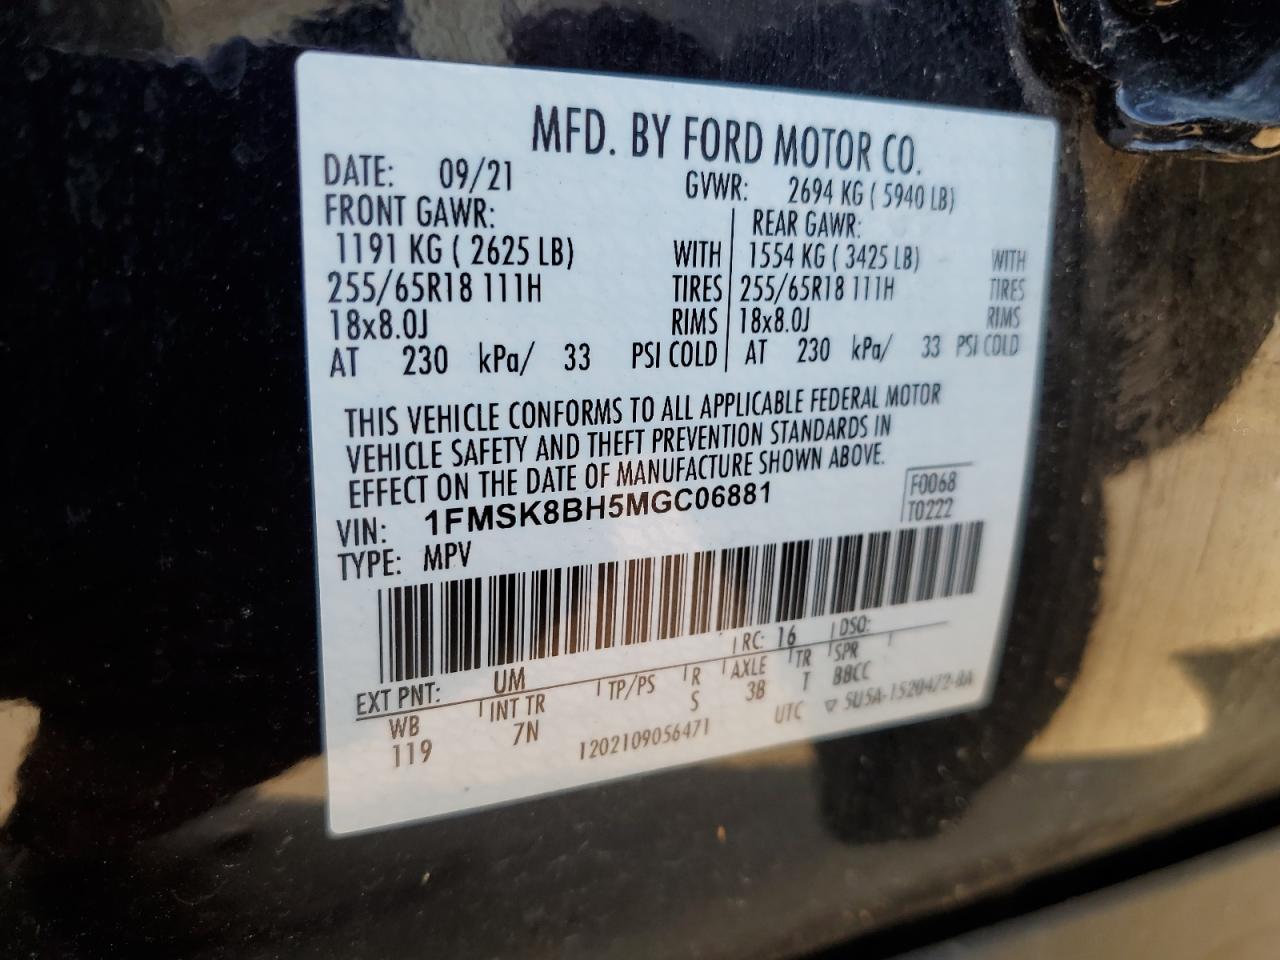 MFD. BY FORD MOTOR CO.
DATE: 09/21 GVWR: 2694 KG ( 5940 LB)
FRONT GAWR: REAR GAWR:
1191 KG ( 2625 LB) WITH 1554 KG ( 3425 LB) WITH
255/65R18 111H TIRES 255/65R18 111H TIRES
18x8.0J RIMS 18x8.0J RIMS
AT 230 kPa/ 33 PSI COLD AT 230 kPa/ 33 PSI COLD
THIS VEHICLE CONFORMS TO ALL APPLICABLE FEDERAL MOTOR
VEHICLE SAFETY AND THEFT PREVENTION STANDARDS IN
EFFECT ON THE DATE OF MANUFACTURE SHOWN ABOVE.
VIN: 1FMSK8BH5MGC06881 F0068
TYPE: MPV T0222
EXT PNT: UM RC: 16 DSO:
WB INT TR TP/PS R AXLE TR SPR
119 7N S 3B T BBCC
1202109056471 UTC